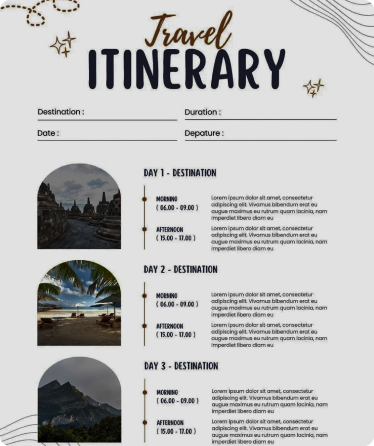 Travel
ITINERARY
Destination :
Duration :
Date :
Depature :
DAY 1 - DESTINATION
MORNING
( 06.00 - 09.00 )
Lorem ipsum dolor sit amet, consectetur
adipiscing elit. Vivamus bibendum erat eu
augue maximus eu rutrum quam lacinia, nam
imperdiet libero diam eu
AFTERNOON
( 15.00 - 17.00 )
Lorem ipsum dolor sit amet, consectetur
adipiscing elit. Vivamus bibendum erat eu
augue maximus eu rutrum quam lacinia, nam
imperdiet libero diam eu
DAY 2 - DESTINATION
MORNING
( 06.00 - 09.00 )
Lorem ipsum dolor sit amet, consectetur
adipiscing elit. Vivamus bibendum erat eu
augue maximus eu rutrum quam lacinia, nam
imperdiet libero diam eu
AFTERNOON
( 15.00 - 17.00 )
Lorem ipsum dolor sit amet, consectetur
adipiscing elit. Vivamus bibendum erat eu
augue maximus eu rutrum quam lacinia, nam
imperdiet libero diam eu
DAY 3 - DESTINATION
MORNING
( 06.00 - 09.00 )
Lorem ipsum dolor sit amet, consectetur
adipiscing elit. Vivamus bibendum erat eu
augue maximus eu rutrum quam lacinia, nam
imperdiet libero diam eu
AFTERNOON
( 15.00 - 17.00 )
Lorem ipsum dolor sit amet, consectetur
adipiscing elit. Vivamus bibendum erat eu
augue maximus eu rutrum quam lacinia, nam
imperdiet libero diam eu